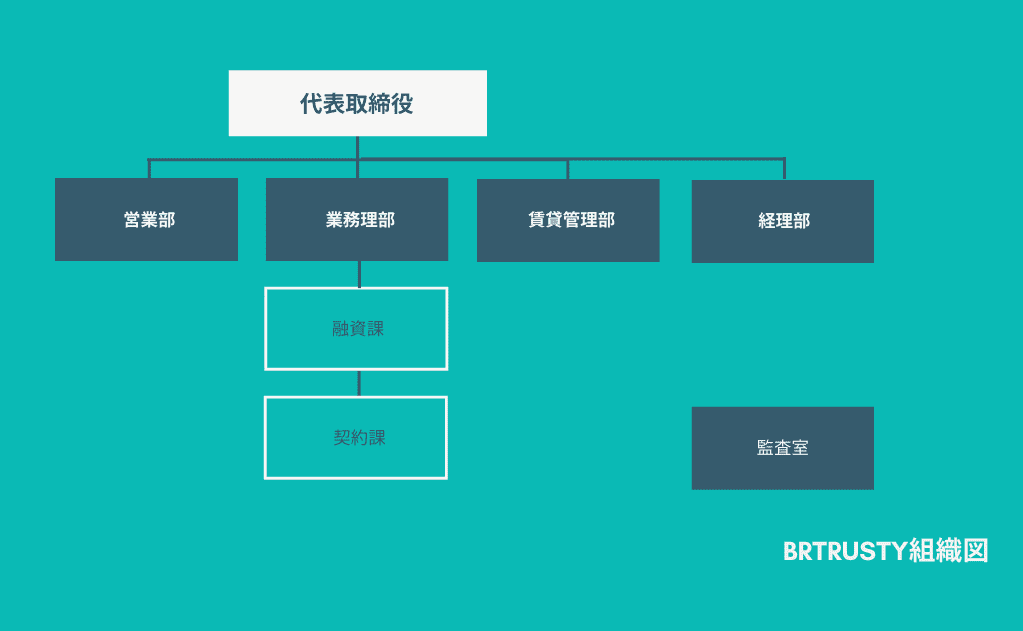 代表取締役
営業部
業務理部
賃貸管理部
経理部
融資課
契約課
監査室
BRTRUSTY組織図